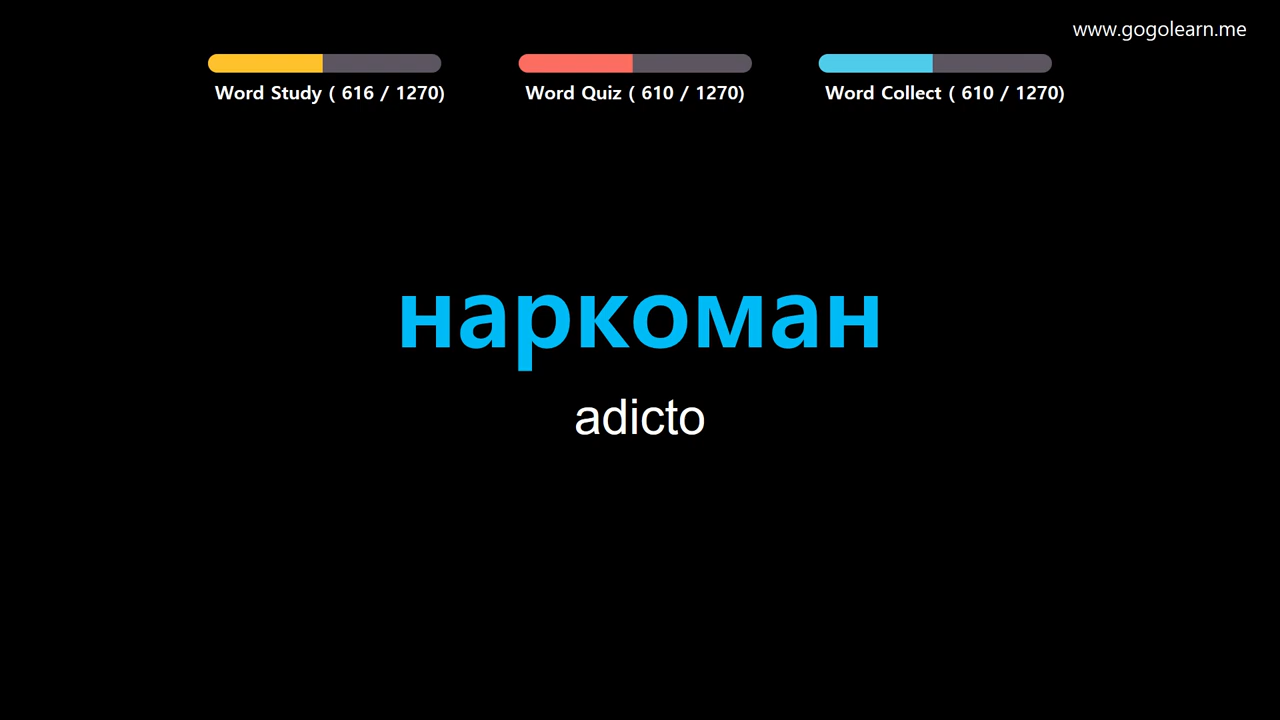 www.gogolearn.me
Word Study ( 616 / 1270)
Word Quiz ( 610 / 1270)
Word Collect ( 610 / 1270)
наркоман
adicto